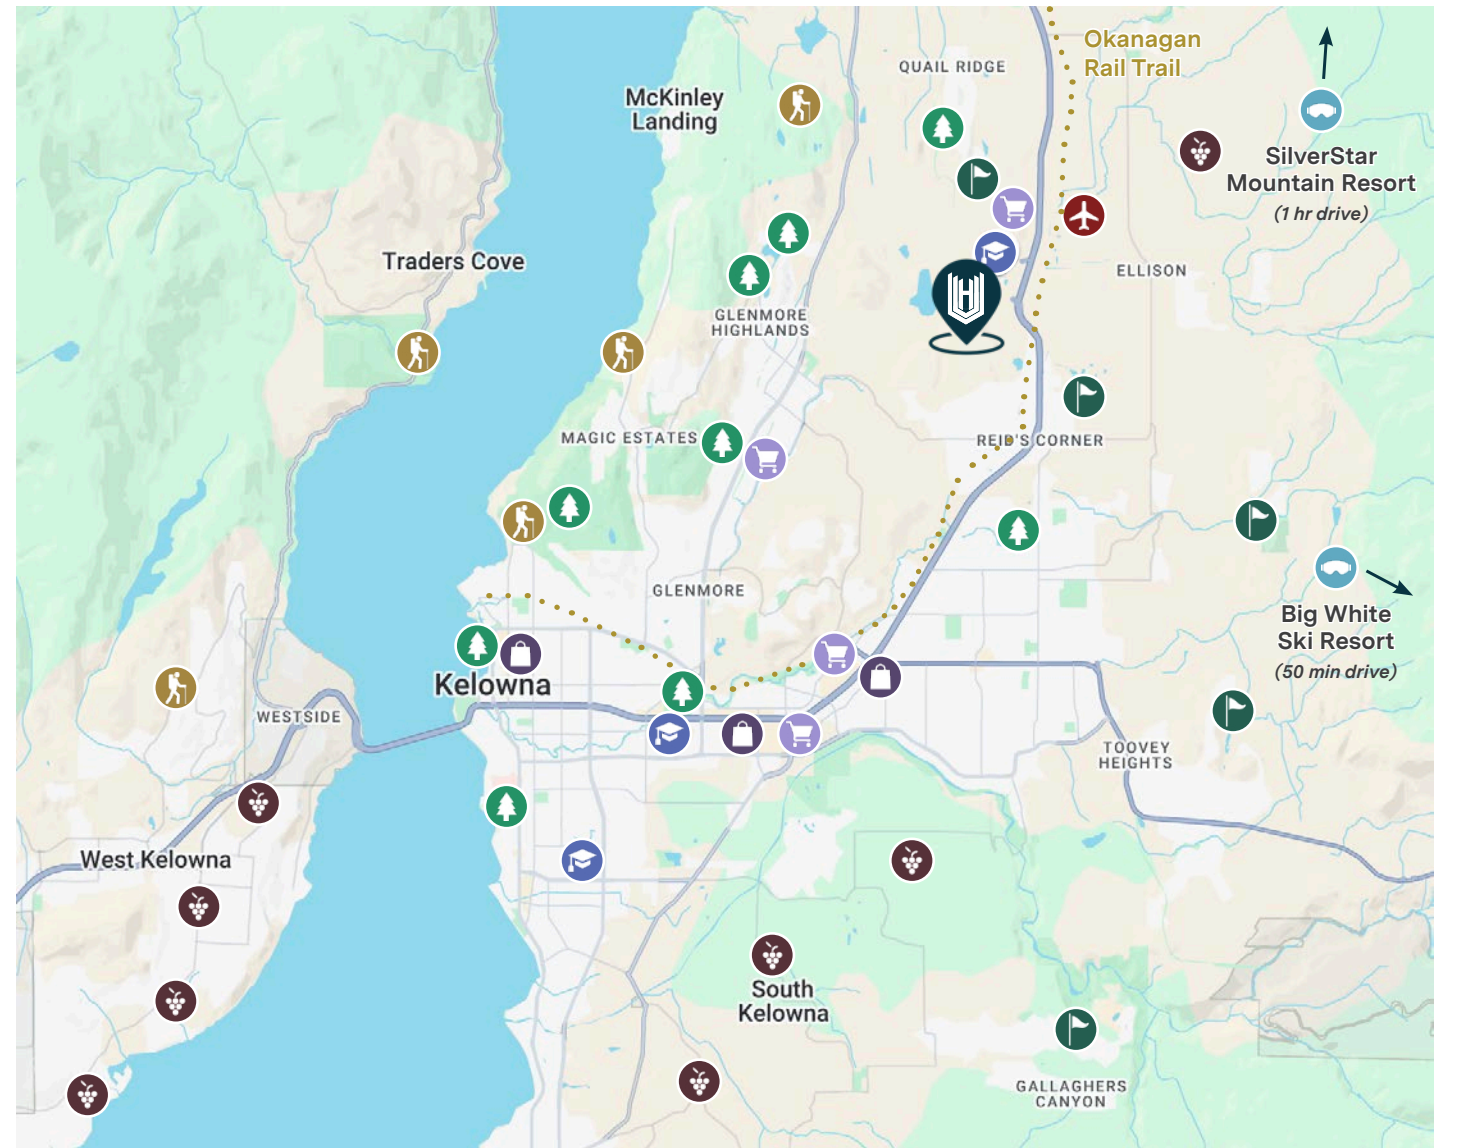 Okanagan
Rail Trail
QUAIL RIDGE
McKinley
Landing
SilverStar
Mountain Resort
(1 hr drive)
Traders Cove
ELLISON
H
GLENMORE
HIGHLANDS
MAGIC ESTATES
REID'S CORNER
GLENMORE
Big White
Ski Resort
(50 min drive)
Kelowna
WESTSIDE
TOOVEY
HEIGHTS
West Kelowna
South
Kelowna
GALLAGHERS
CANYON